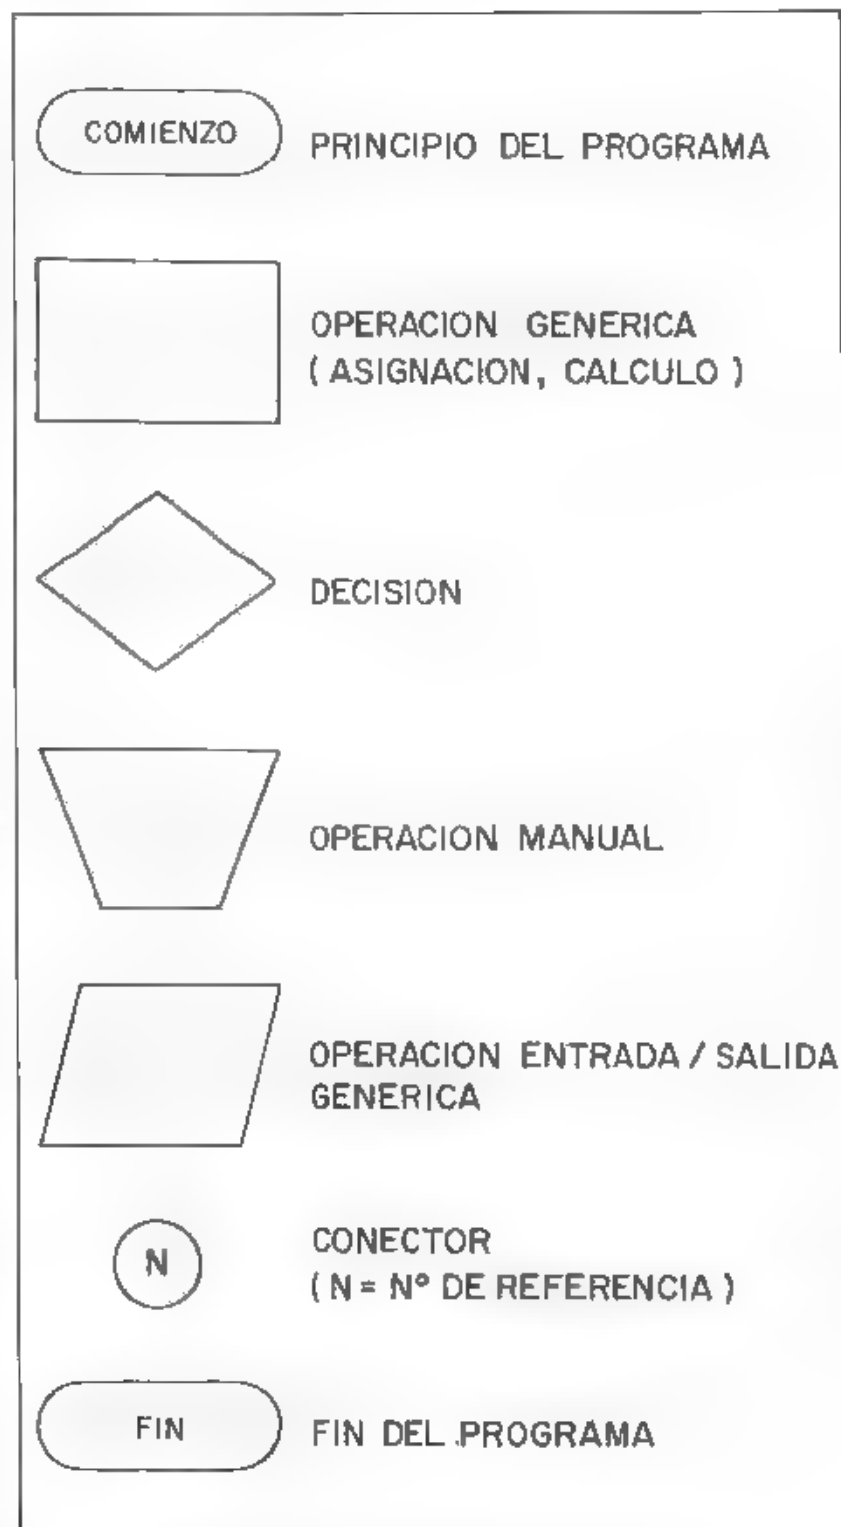 COMIENZO
PRINCIPIO DEL PROGRAMA
OPERACION GENERICA
( ASIGNACION, CALCULO )
DECISION
OPERACION MANUAL
OPERACION ENTRADA / SALIDA
GENERICA
N
CONECTOR
( N = Nº DE REFERENCIA )
FIN
FIN DEL PROGRAMA